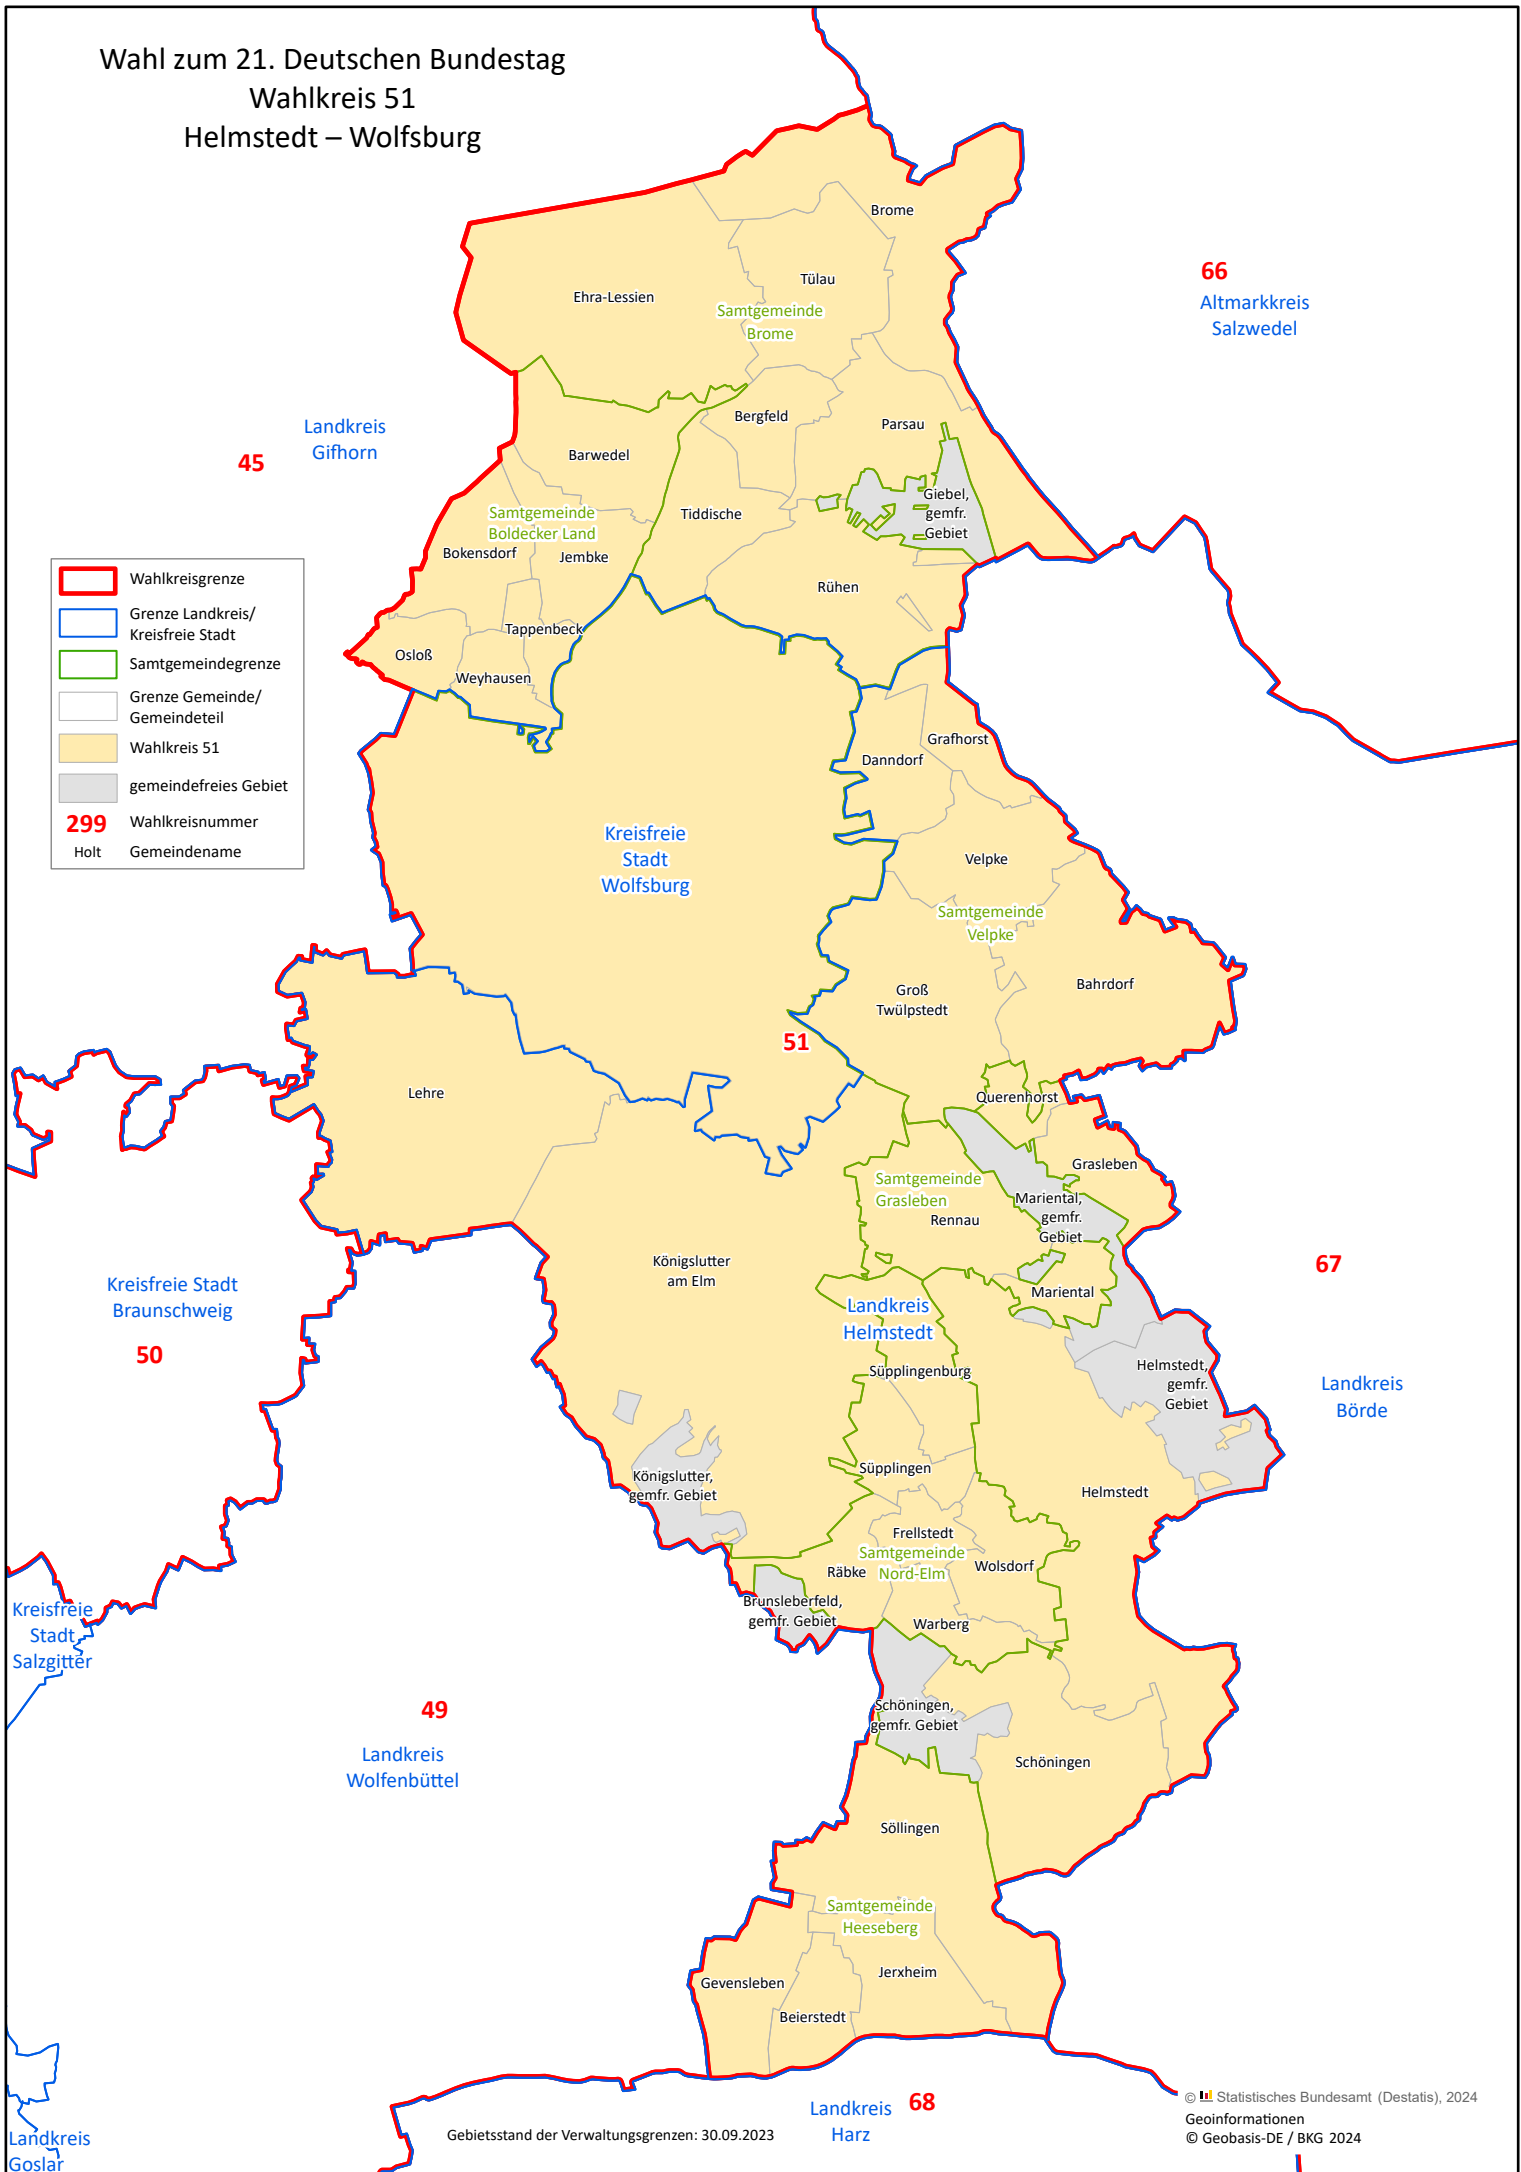 Wahl zum 21. Deutschen Bundestag
Wahlkreis 51
Helmstedt – Wolfsburg
Brome
66
Altmarkkreis
Salzwedel
Tülau
Ehra-Lessien
Samtgemeinde
Brome
Landkreis
Gifhorn
45
Bergfeld
Parsau
Barwedel
Giebel,
gemfr.
Gebiet
Samtgemeinde
Boldecker Land
Tiddische
Bokensdorf
Jembke
Rühen
Wahlkreisgrenze
Grenze Landkreis/
Kreisfreie Stadt
Samtgemeindegrenze
Grenze Gemeinde/
Gemeindeteil
Wahlkreis 51
gemeindefreies Gebiet
299 Wahlkreisnummer
Holt Gemeindename
Tappenbeck
Osloß
Weyhausen
Grafhorst
Danndorf
Kreisfreie
Stadt
Wolfsburg
Velpke
Samtgemeinde
Velpke
Bahrdorf
Groß
Twülpstedt
51
Lehre
Querenhorst
Grasleben
Samtgemeinde
Grasleben
Rennau
Mariental,
gemfr.
Gebiet
Königslutter
am Elm
67
Kreisfreie Stadt
Braunschweig
50
Mariental
Landkreis
Helmstedt
Süpplingenburg
Helmstedt,
gemfr.
Gebiet
Landkreis
Börde
Süpplingen
Königslutter,
gemfr. Gebiet
Helmstedt
Frellstedt
Samtgemeinde
Nord-Elm
Räbke
Wolsdorf
Brunsleberfeld,
gemfr. Gebiet
Warberg
Kreisfreie
Stadt
Salzgitter
49
Landkreis
Wolfenbüttel
Schöningen,
gemfr. Gebiet
Schöningen
Söllingen
Samtgemeinde
Heeseberg
Gevensleben
Jerxheim
Beierstedt
Landkreis
Harz
68
Landkreis
Goslar
Gebietsstand der Verwaltungsgrenzen: 30.09.2023
© Statistisches Bundesamt (Destatis), 2024
Geoinformationen
© Geobasis-DE / BKG 2024